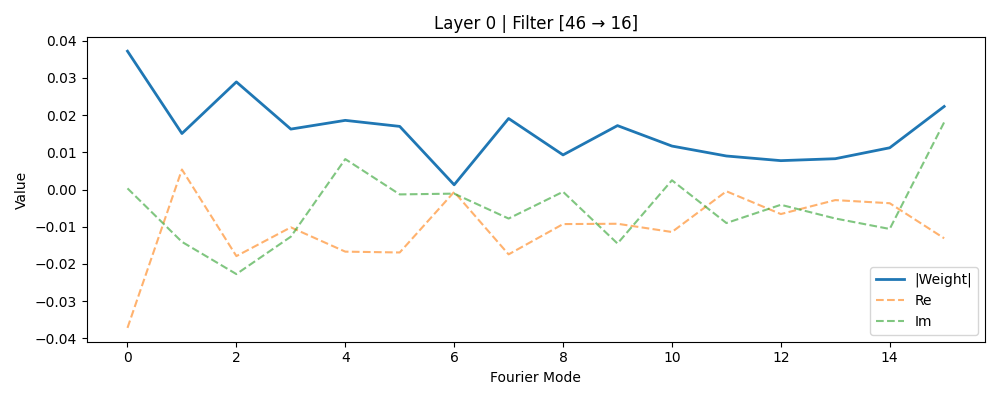 Layer 0 | Filter [46 → 16]
Value
0.04
0.03
0.02
0.01
0.00
−0.01
−0.02
−0.03
−0.04
|Weight|
Re
Im
0 2 4 6 8 10 12 14
Fourier Mode